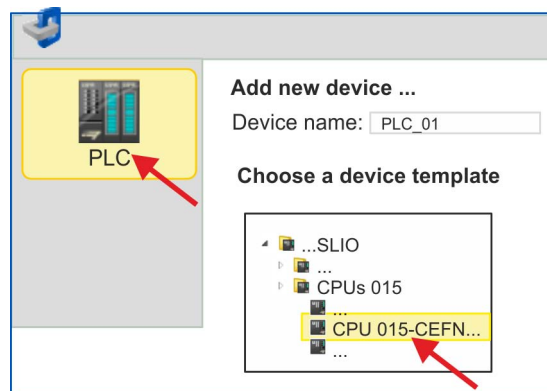 PLC
Add new device ...
Device name: PLC_01
Choose a device template
...SLIO
...
CPUs 015
...
CPU 015-CEFN...
...